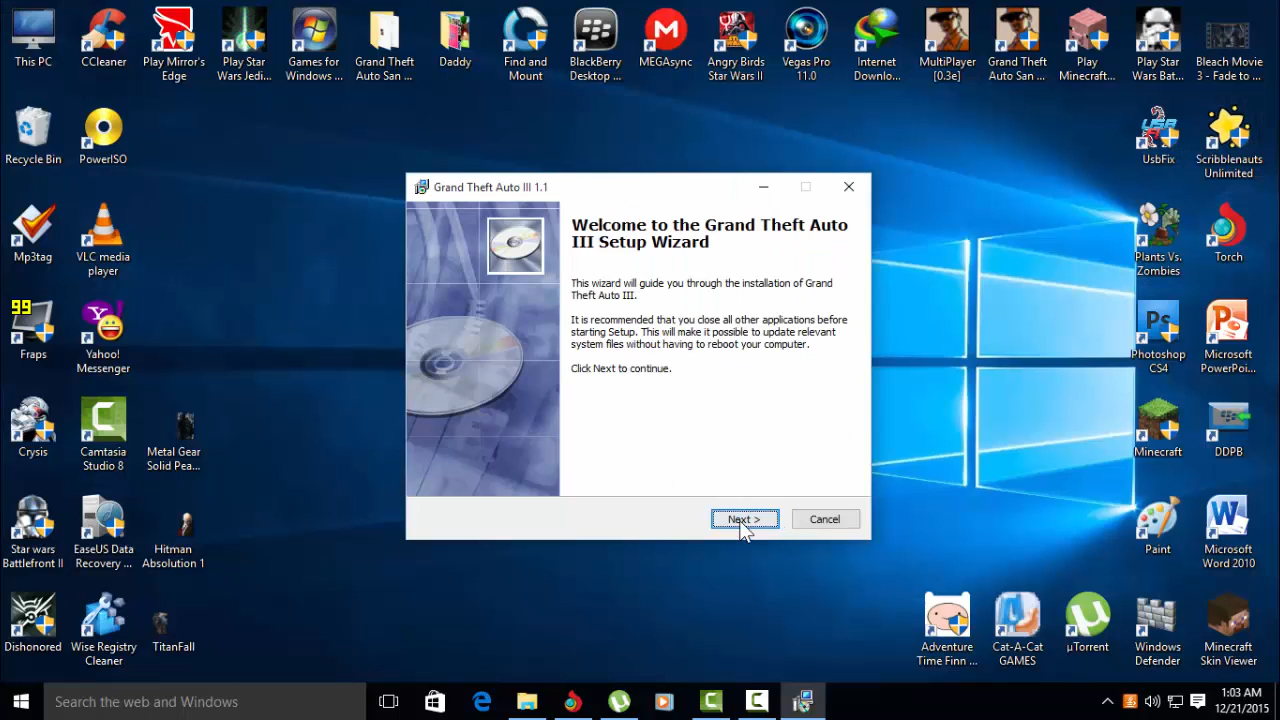 This PC
CCleaner
Play Mirror's
Edge
Play Star
Wars Jedi...
Games for
Windows ...
Grand Theft
Auto San ...
Daddy
Find and
Mount
BlackBerry
Desktop ...
MEGAsync
Angry Birds
Star Wars II
Vegas Pro
11.0
Internet
Downlo...
MultiPlayer
[0.3e]
Grand Theft
Auto San ...
Play
Minecraft...
Play Star
Wars Bat...
Bleach Movie
3 - Fade to ...
Recycle Bin
PowerISO
UsbFix
Scribblenauts
Unlimited
Mp3tag
VLC media
player
Plants Vs.
Zombies
Torch
99
Fraps
Yahoo!
Messenger
Ps
Photoshop
CS4
Microsoft
PowerPoi...
Crysis
Camtasia
Studio 8
Metal Gear
Solid Pea...
Minecraft
DDPB
Star wars
Battlefront II
EaseUS Data
Recovery ...
Hitman
Absolution 1
Paint
Microsoft
Word 2010
Dishonored
Wise Registry
Cleaner
TitanFall
Adventure
Time Finn ...
Cat-A-Cat
GAMES
µTorrent
Windows
Defender
Minecraft
Skin Viewer
Grand Theft Auto III 1.1
Welcome to the Grand Theft Auto
III Setup Wizard
This wizard will guide you through the installation of Grand
Theft Auto III.
It is recommended that you close all other applications before
starting Setup. This will make it possible to update relevant
system files without having to reboot your computer.
Click Next to continue.
Next >
Cancel
Search the web and Windows
1:03 AM
12/21/2015